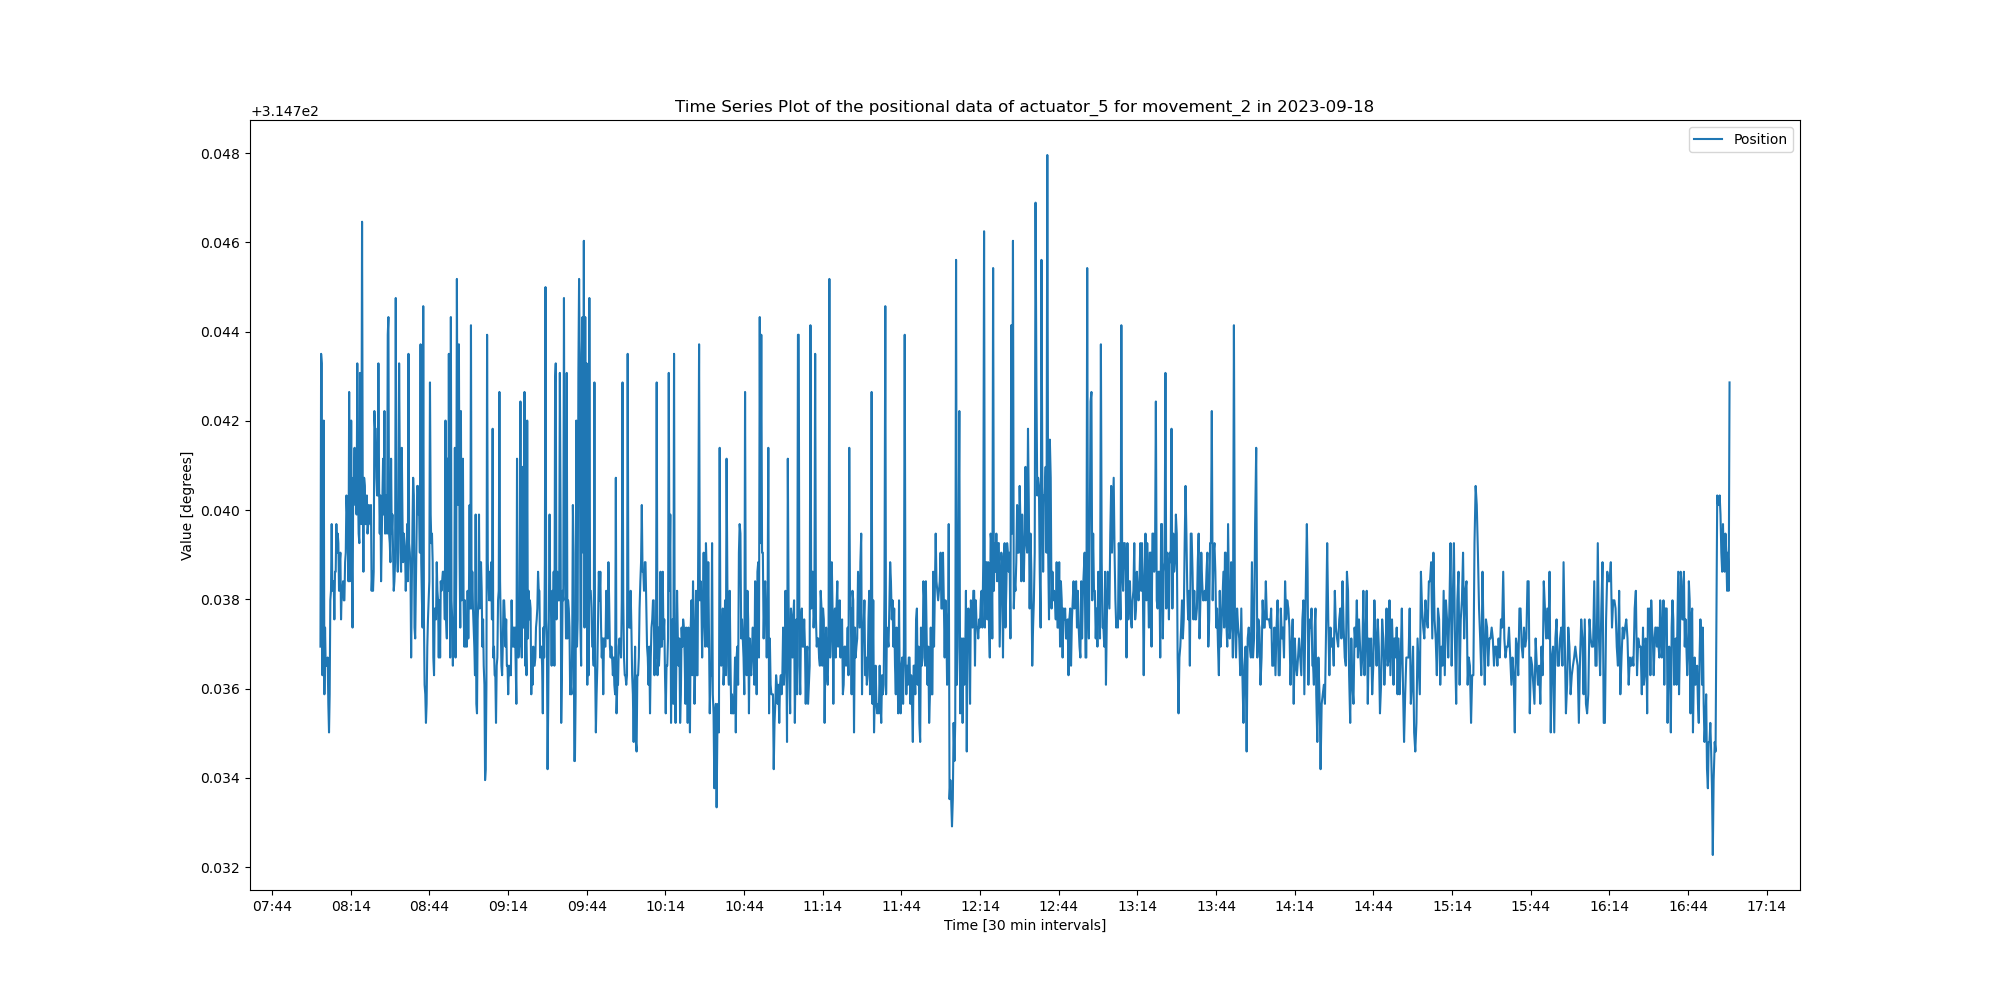 Time Series Plot of the positional data of actuator_5 for movement_2 in 2023-09-18
+3.147e2
Position
0.048
0.046
0.044
0.042
0.040
0.038
0.036
0.034
0.032
Value [degrees]
07:44 08:14 08:44 09:14 09:44 10:14 10:44 11:14 11:44 12:14 12:44 13:14 13:44 14:14 14:44 15:14 15:44 16:14 16:44 17:14
Time [30 min intervals]